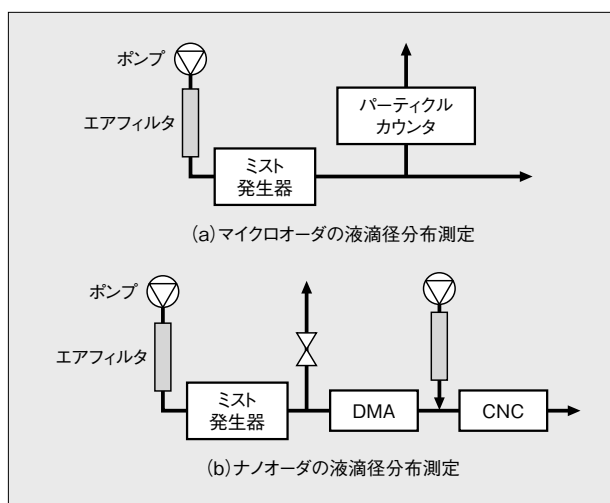 ポンプ
エアフィルタ
ミスト
発生器
パーティクル
カウンタ
(a)マイクロオーダの液滴径分布測定
ポンプ
エアフィルタ
ミスト
発生器
DMA
CNC
(b)ナノオーダの液滴径分布測定